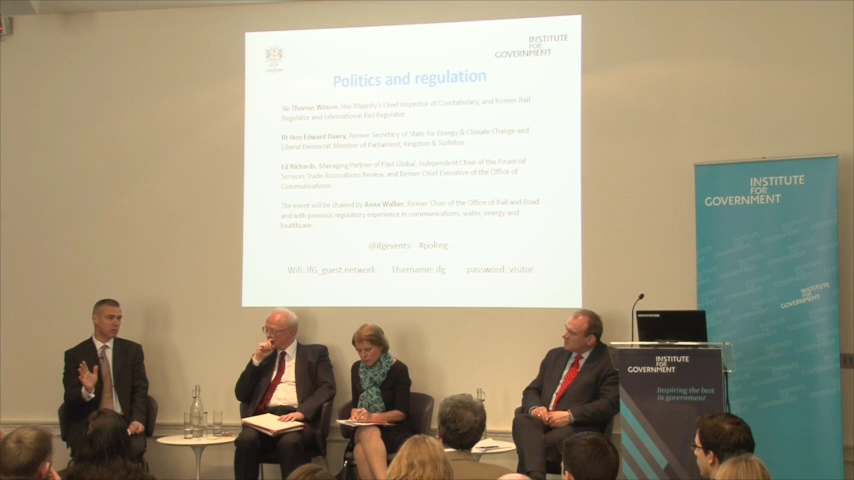 INSTITUTE
FOR
GOVERNMENT
Politics and regulation
Sir Thomas Winsor, Her Majesty's Chief Inspector of Constabulary, and former Rail
Regulator and International Rail Regulator
Rt Hon Edward Davey, former Secretary of State for Energy & Climate Change and
Liberal Democrat Member of Parliament, Kingston & Surbiton
Ed Richards, Managing Partner of Flint Global, Independent Chair of the Financial
Services Trade Associations Review, and former Chief Executive of the Office of
Communications.
The event will be chaired by Anna Walker, former Chair of the Office of Rail and Road
and with previous regulatory experience in communications, water, energy and
healthcare.
@ifgevents #polreg
Wifi: IfG_guest network Username: ifg password: visitor
INSTITUTE
FOR
GOVERNMENT
INSTITUTE
FOR
GOVERNMENT
INSTITUTE
FOR
GOVERNMENT
Inspiring the best
in government